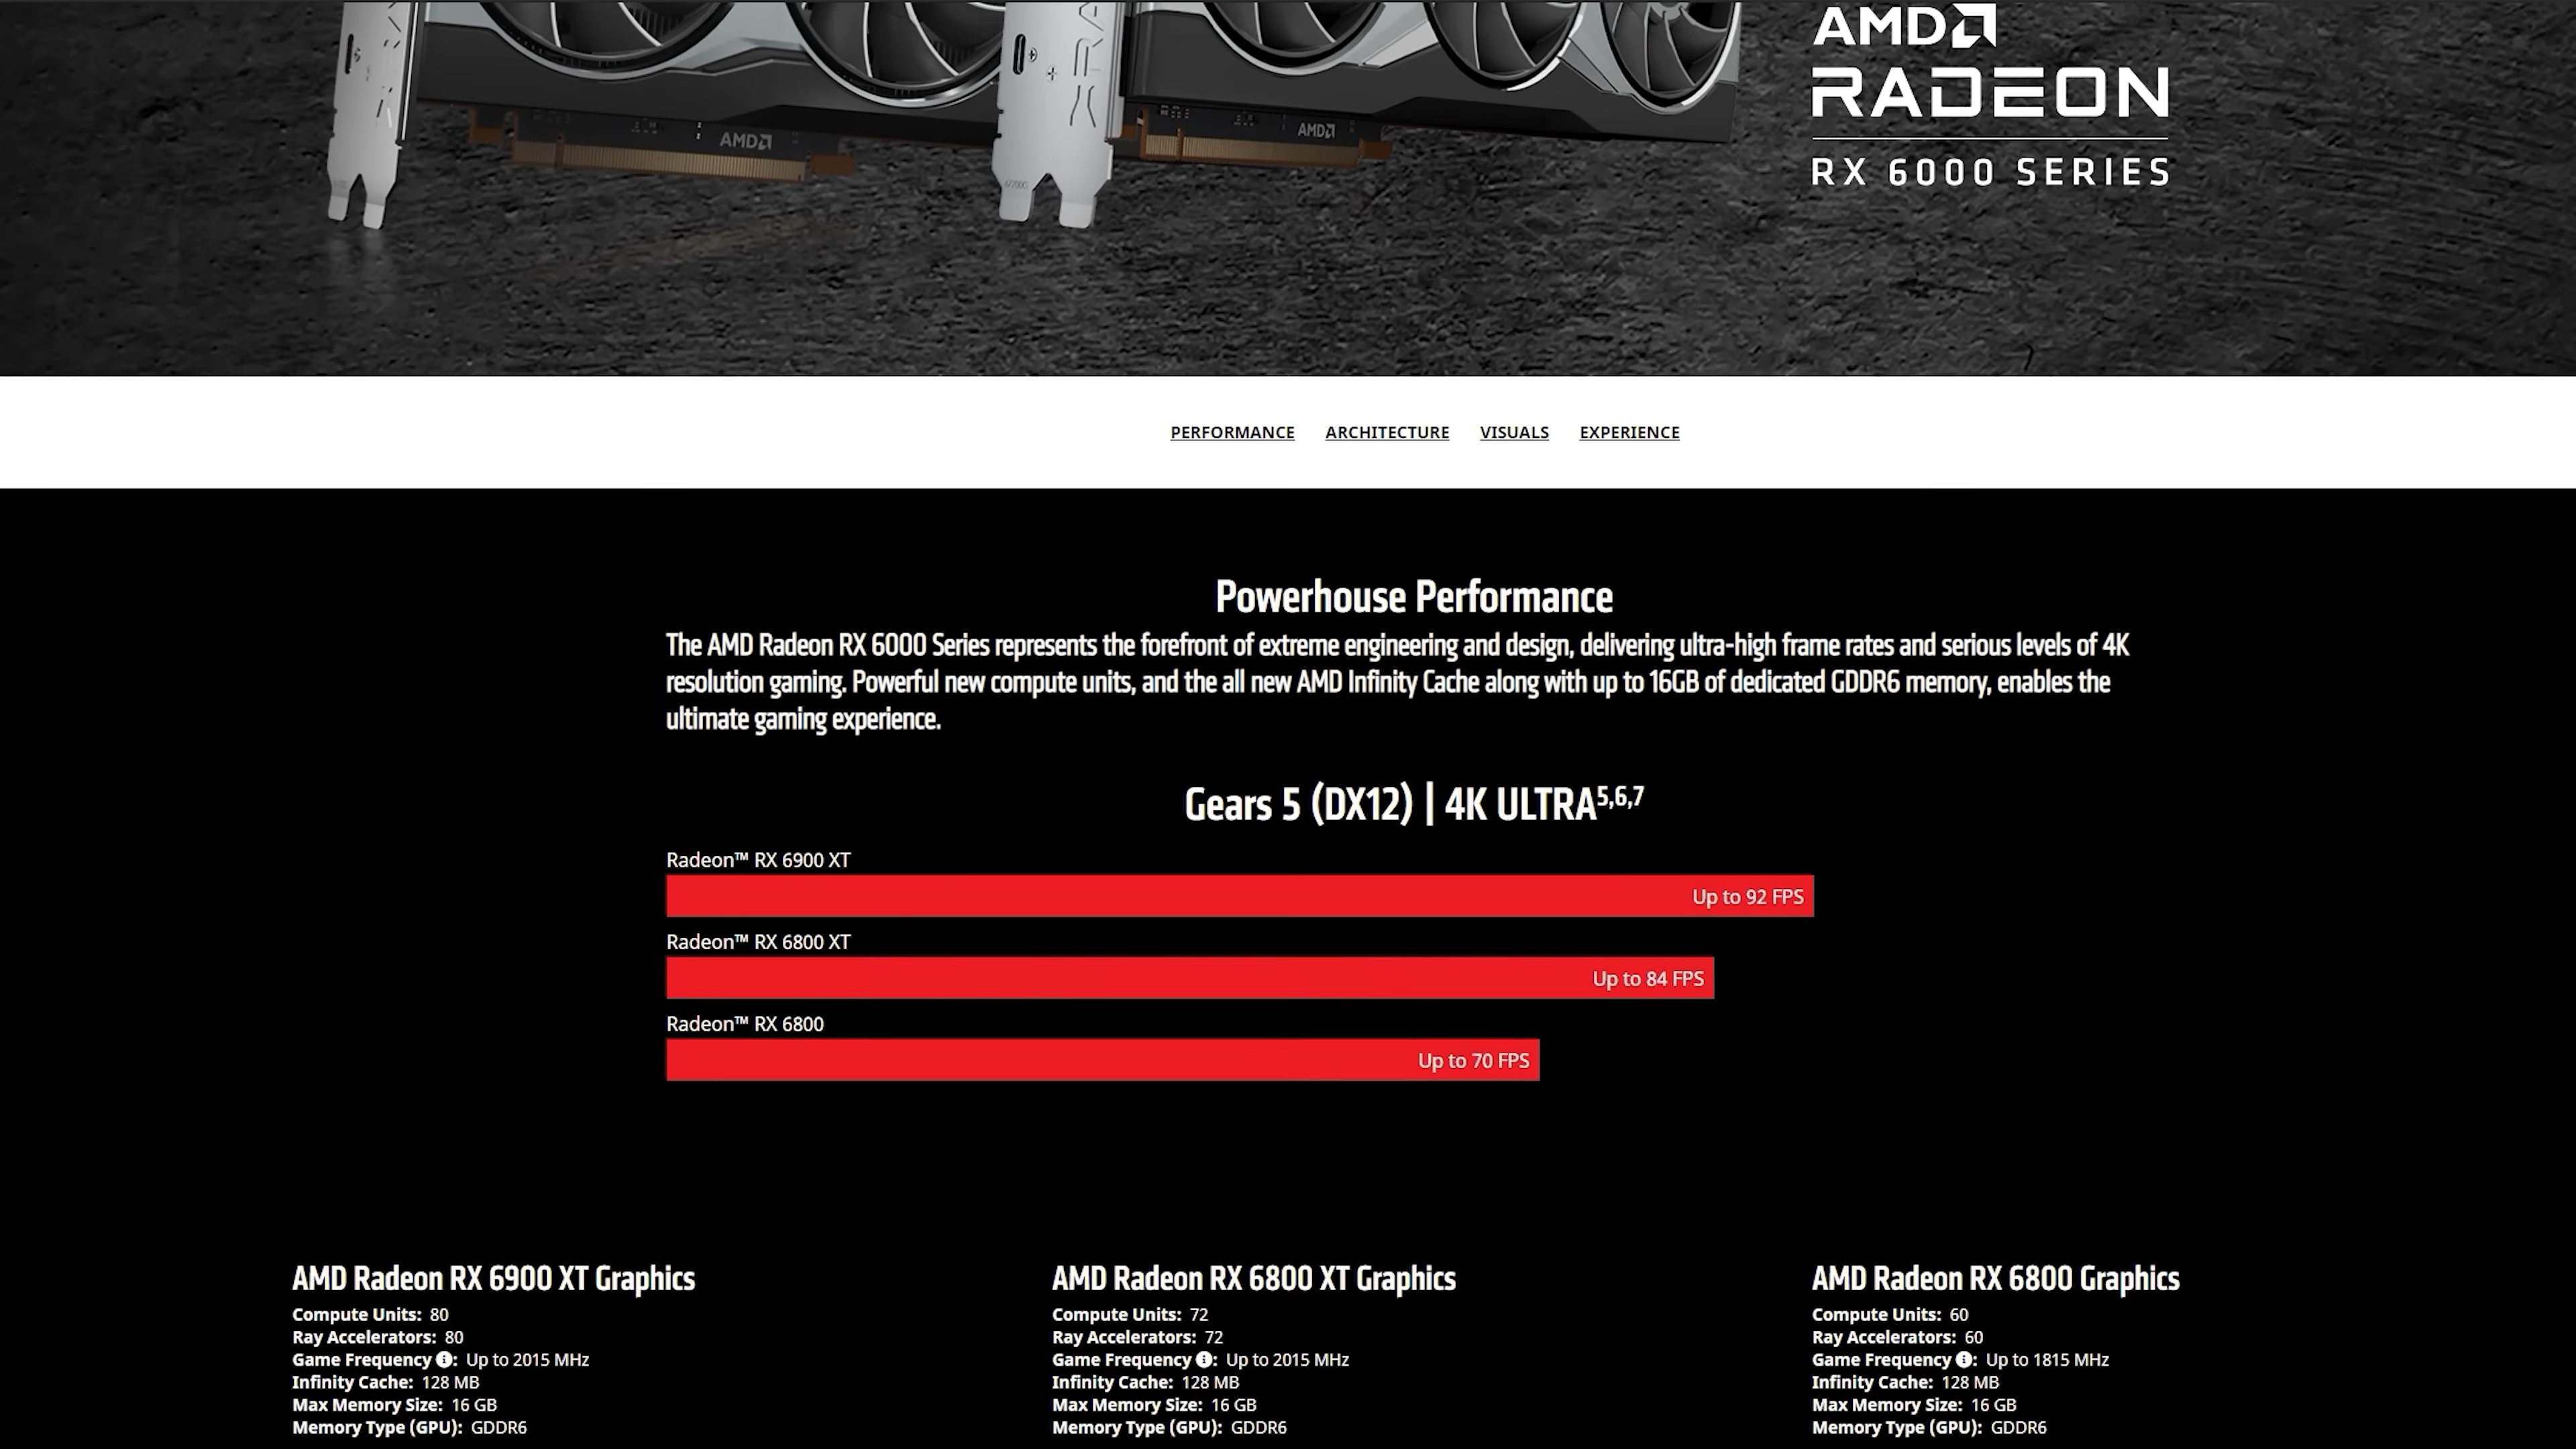 AMD
RADEON
RX 6000 SERIES
AMD
AMD
PERFORMANCE ARCHITECTURE VISUALS EXPERIENCE
Powerhouse Performance
The AMD Radeon RX 6000 Series represents the forefront of extreme engineering and design, delivering ultra-high frame rates and serious levels of 4K
resolution gaming. Powerful new compute units, and the all new AMD Infinity Cache along with up to 16GB of dedicated GDDR6 memory, enables the
ultimate gaming experience.
Gears 5 (DX12) | 4K ULTRA5,6,7
Radeon™ RX 6900 XT
Up to 92 FPS
Radeon™ RX 6800 XT
Up to 84 FPS
Radeon™ RX 6800
Up to 70 FPS
AMD Radeon RX 6900 XT Graphics
Compute Units: 80
Ray Accelerators: 80
Game Frequency i: Up to 2015 MHz
Infinity Cache: 128 MB
Max Memory Size: 16 GB
Memory Type (GPU): GDDR6
AMD Radeon RX 6800 XT Graphics
Compute Units: 72
Ray Accelerators: 72
Game Frequency i: Up to 2015 MHz
Infinity Cache: 128 MB
Max Memory Size: 16 GB
Memory Type (GPU): GDDR6
AMD Radeon RX 6800 Graphics
Compute Units: 60
Ray Accelerators: 60
Game Frequency i: Up to 1815 MHz
Infinity Cache: 128 MB
Max Memory Size: 16 GB
Memory Type (GPU): GDDR6